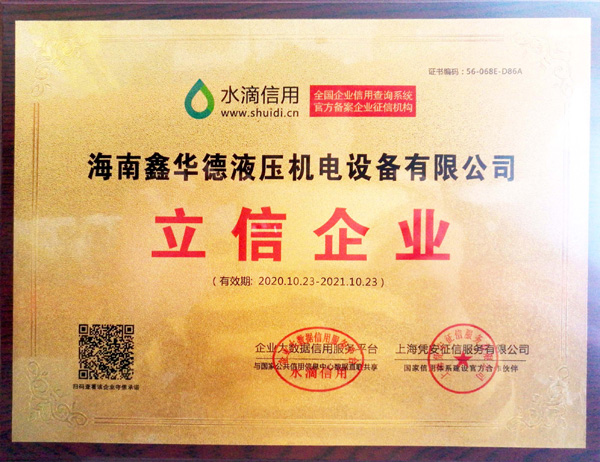 证书编码：56-068E-DB6A
水滴信用
www.shuidi.cn
全国企业信用查询系统
官方备案企业征信机构
海南鑫华德液压机电设备有限公司
立信企业
（有效期: 2020.10.23-2021.10.23）
企业大数据信用服务平台
与国家公共信用信息中心数据直联共享
水滴信用
上海凭安征信服务有限公司
国家信用体系建设官方合作伙伴
扫码查看该企业守信承诺